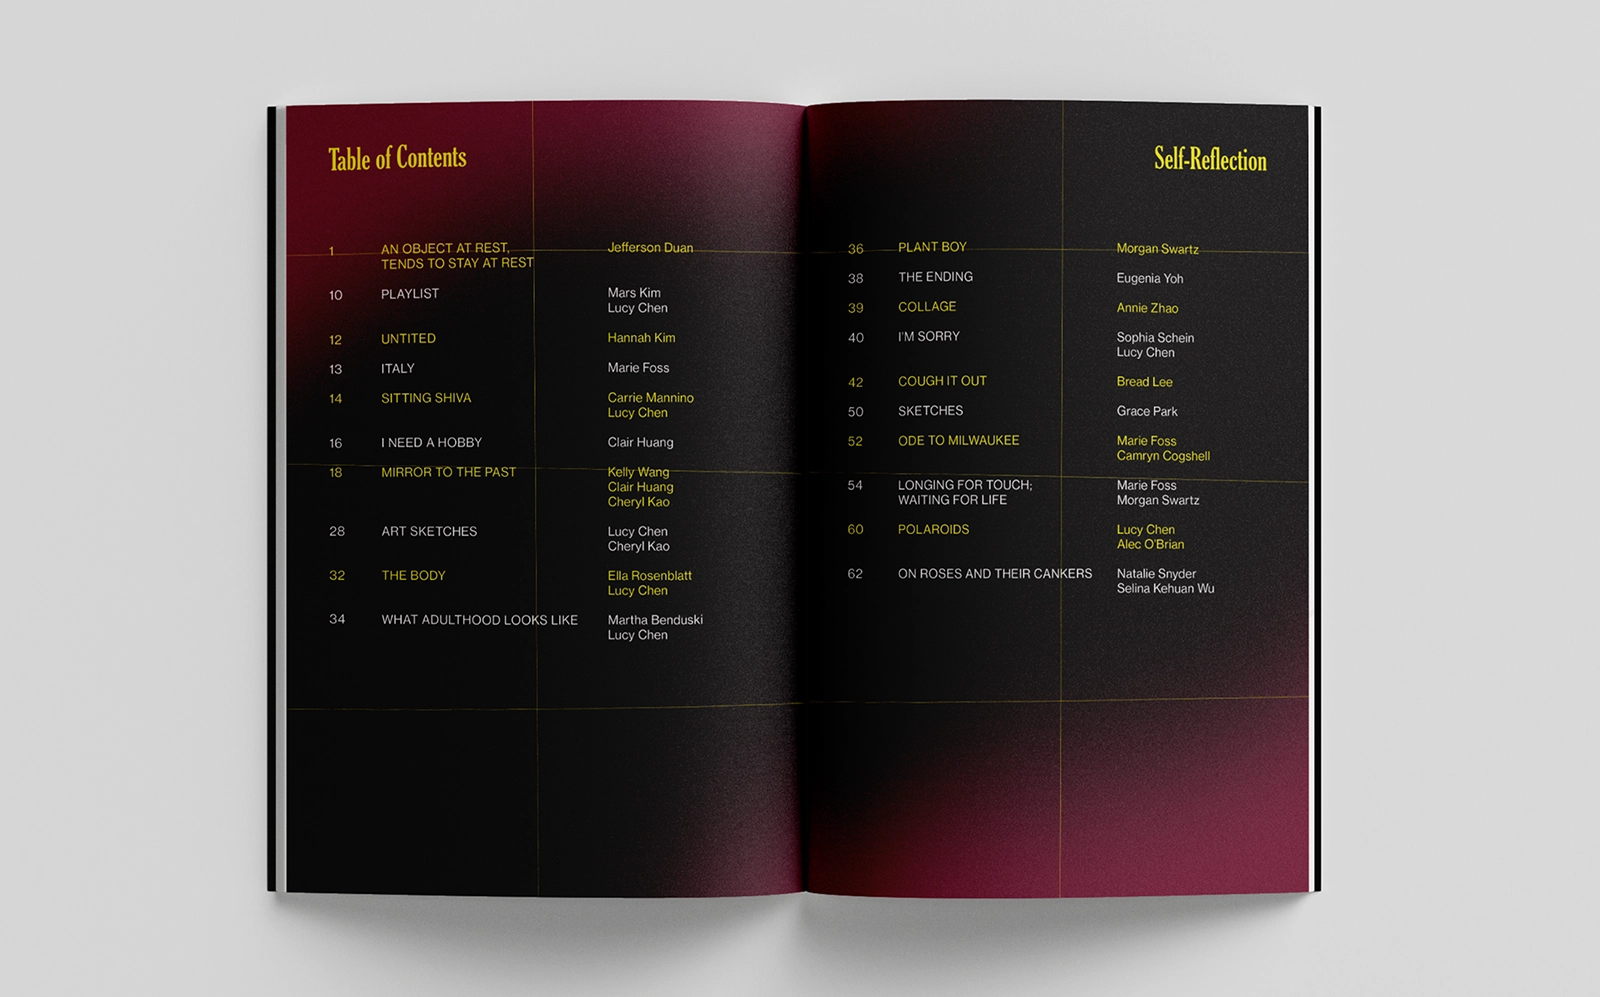 Table of Contents
1 AN OBJECT AT REST, Jefferson Duan
TENDS TO STAY AT REST
10 PLAYLIST Mars Kim
Lucy Chen
12 UNTITED Hannah Kim
13 ITALY Marie Foss
14 SITTING SHIVA Carrie Mannino
Lucy Chen
16 I NEED A HOBBY Clair Huang
18 MIRROR TO THE PAST Kelly Wang
Clair Huang
Cheryl Kao
28 ART SKETCHES Lucy Chen
Cheryl Kao
32 THE BODY Ella Rosenblatt
Lucy Chen
34 WHAT ADULTHOOD LOOKS LIKE Martha Benduski
Lucy Chen
Self-Reflection
36 PLANT BOY Morgan Swartz
38 THE ENDING Eugenia Yoh
39 COLLAGE Annie Zhao
40 I'M SORRY Sophia Schein
Lucy Chen
42 COUGH IT OUT Bread Lee
50 SKETCHES Grace Park
52 ODE TO MILWAUKEE Marie Foss
Camryn Cogshell
54 LONGING FOR TOUCH; Marie Foss
WAITING FOR LIFE Morgan Swartz
60 POLAROIDS Lucy Chen
Alec O'Brian
62 ON ROSES AND THEIR CANKERS Natalie Snyder
Selina Kehuan Wu